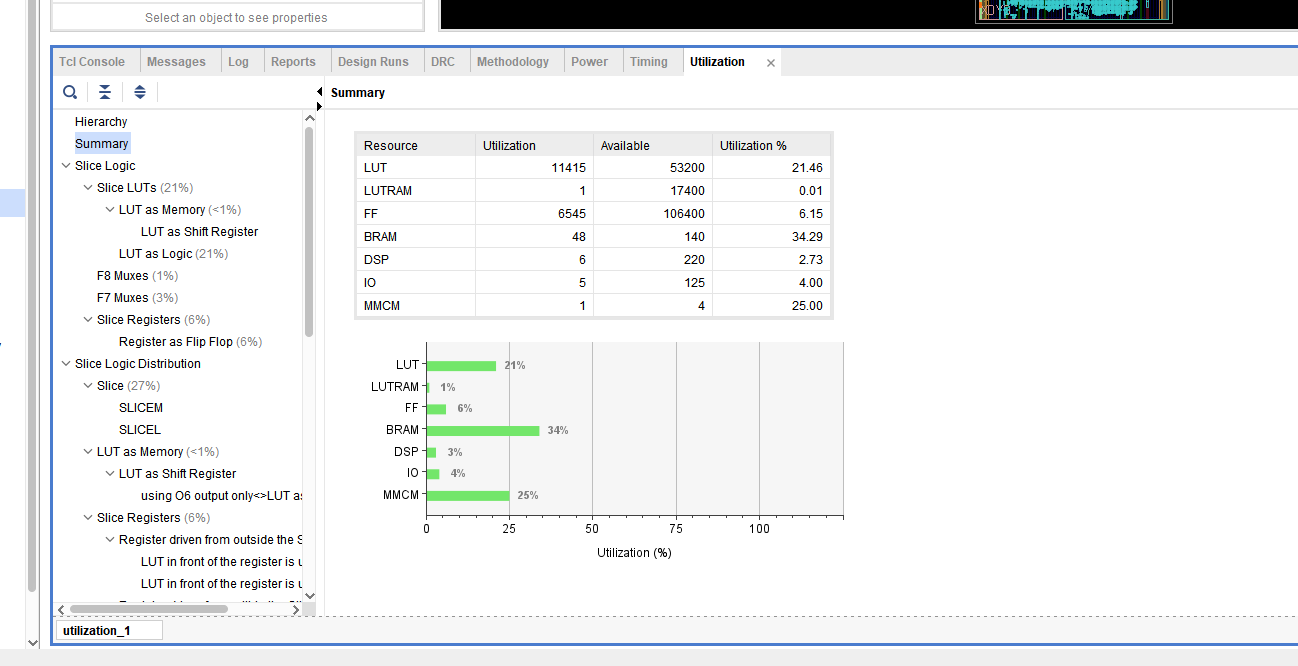 Select an object to see properties
Tcl Console Messages Log Reports Design Runs DRC Methodology Power Timing Utilization
Summary
Hierarchy
Summary
Slice Logic
Slice LUTs (21%)
LUT as Memory (<1%)
LUT as Shift Register
LUT as Logic (21%)
F8 Muxes (1%)
F7 Muxes (3%)
Slice Registers (6%)
Register as Flip Flop (6%)
Slice Logic Distribution
Slice (27%)
SLICEM
SLICEL
LUT as Memory (<1%)
LUT as Shift Register
using O6 output only<>LUT as
Slice Registers (6%)
Register driven from outside the S
LUT in front of the register is u
LUT in front of the register is u
Resource Utilization Available Utilization %
LUT 11415 53200 21.46
LUTRAM 1 17400 0.01
FF 6545 106400 6.15
BRAM 48 140 34.29
DSP 6 220 2.73
IO 5 125 4.00
MMCM 1 4 25.00
LUT 21%
LUTRAM 1%
FF 6%
BRAM 34%
DSP 3%
IO 4%
MMCM 25%
0 25 50 75 100
Utilization (%)
utilization_1